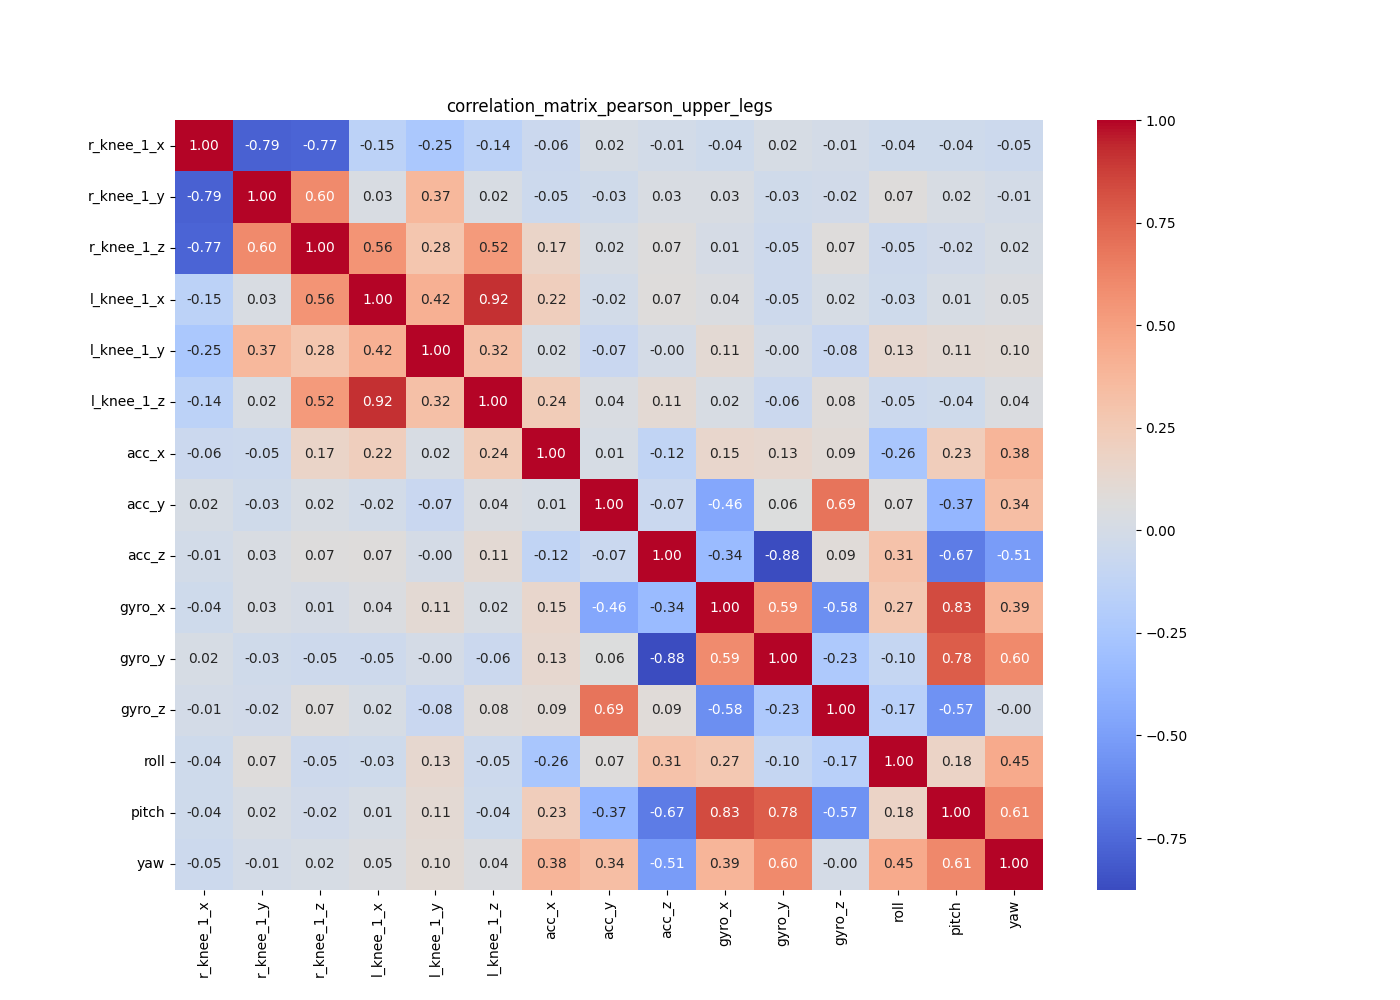 correlation_matrix_pearson_upper_legs
r_knee_1_x 1.00 -0.79 -0.77 -0.15 -0.25 -0.14 -0.06 0.02 -0.01 -0.04 0.02 -0.01 -0.04 -0.04 -0.05
r_knee_1_y -0.79 1.00 0.60 0.03 0.37 0.02 -0.05 -0.03 0.03 0.03 -0.03 -0.02 0.07 0.02 -0.01
r_knee_1_z -0.77 0.60 1.00 0.56 0.28 0.52 0.17 0.02 0.07 0.01 -0.05 0.07 -0.05 -0.02 0.02
l_knee_1_x -0.15 0.03 0.56 1.00 0.42 0.92 0.22 -0.02 0.07 0.04 -0.05 0.02 -0.03 0.01 0.05
l_knee_1_y -0.25 0.37 0.28 0.42 1.00 0.32 0.02 -0.07 -0.00 0.11 -0.00 -0.08 0.13 0.11 0.10
l_knee_1_z -0.14 0.02 0.52 0.92 0.32 1.00 0.24 0.04 0.11 0.02 -0.06 0.08 -0.05 -0.04 0.04
acc_x -0.06 -0.05 0.17 0.22 0.02 0.24 1.00 0.01 -0.12 0.15 0.13 0.09 -0.26 0.23 0.38
acc_y 0.02 -0.03 0.02 -0.02 -0.07 0.04 0.01 1.00 -0.07 -0.46 0.06 0.69 0.07 -0.37 0.34
acc_z -0.01 0.03 0.07 0.07 -0.00 0.11 -0.12 -0.07 1.00 -0.34 -0.88 0.09 0.31 -0.67 -0.51
gyro_x -0.04 0.03 0.01 0.04 0.11 0.02 0.15 -0.46 -0.34 1.00 0.59 -0.58 0.27 0.83 0.39
gyro_y 0.02 -0.03 -0.05 -0.05 -0.00 -0.06 0.13 0.06 -0.88 0.59 1.00 -0.23 -0.10 0.78 0.60
gyro_z -0.01 -0.02 0.07 0.02 -0.08 0.08 0.09 0.69 0.09 -0.58 -0.23 1.00 -0.17 -0.57 -0.00
roll -0.04 0.07 -0.05 -0.03 0.13 -0.05 -0.26 0.07 0.31 0.27 -0.10 -0.17 1.00 0.18 0.45
pitch -0.04 0.02 -0.02 0.01 0.11 -0.04 0.23 -0.37 -0.67 0.83 0.78 -0.57 0.18 1.00 0.61
yaw -0.05 -0.01 0.02 0.05 0.10 0.04 0.38 0.34 -0.51 0.39 0.60 -0.00 0.45 0.61 1.00
r_knee_1_x r_knee_1_y r_knee_1_z l_knee_1_x l_knee_1_y l_knee_1_z acc_x acc_y acc_z gyro_x gyro_y gyro_z roll pitch yaw
1.00
0.75
0.50
0.25
0.00
−0.25
−0.50
−0.75